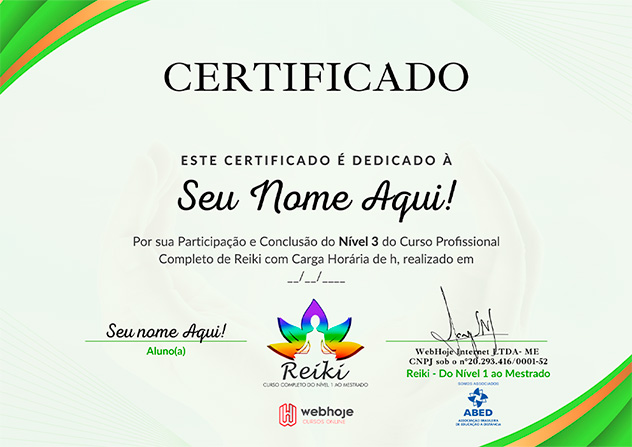 CERTIFICADO
ESTE CERTIFICADO É DEDICADO À
Seu Nome Aqui!
Por sua Participação e Conclusão do Nível 3 do Curso Profissional
Completo de Reiki com Carga Horária de h, realizado em
__/__/____
Seu nome Aqui!
Aluno(a)
Reiki
CURSO COMPLETO DO NÍVEL 1 AO MESTRADO
WebHoje Internet LTDA- ME
CNPJ sob o nº20.293.416/0001-52
Reiki - Do Nível 1 ao Mestrado
SOMOS ASSOCIADOS
ABED
ASSOCIAÇÃO BRASILEIRA
DE EDUCAÇÃO A DISTÂNCIA
webhoje
CURSOS ONLINE